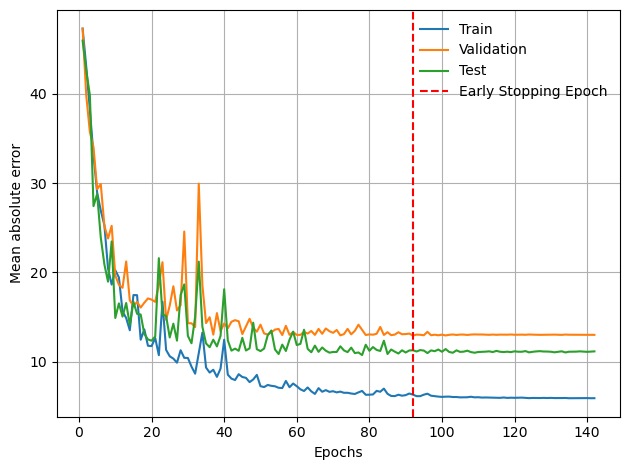 Train
Validation
Test
Early Stopping Epoch
Mean absolute error
40
30
20
10
0 20 40 60 80 100 120 140
Epochs